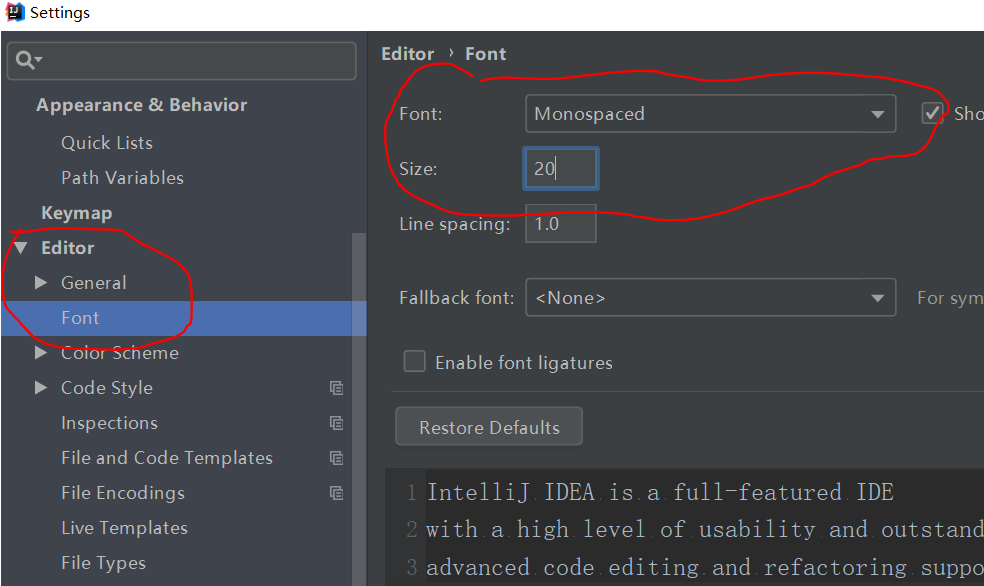 Settings
Appearance & Behavior
Quick Lists
Path Variables
Keymap
Editor
General
Font
Color Scheme
Code Style
Inspections
File and Code Templates
File Encodings
Live Templates
File Types
Editor › Font
Font: Monospaced Sho
Size: 20
Line spacing: 1.0
Fallback font: <None> For sym
Enable font ligatures
Restore Defaults
1 IntelliJ IDEA is a full-featured IDE
2 with a high level of usability and outstand
3 advanced code editing and refactoring suppo